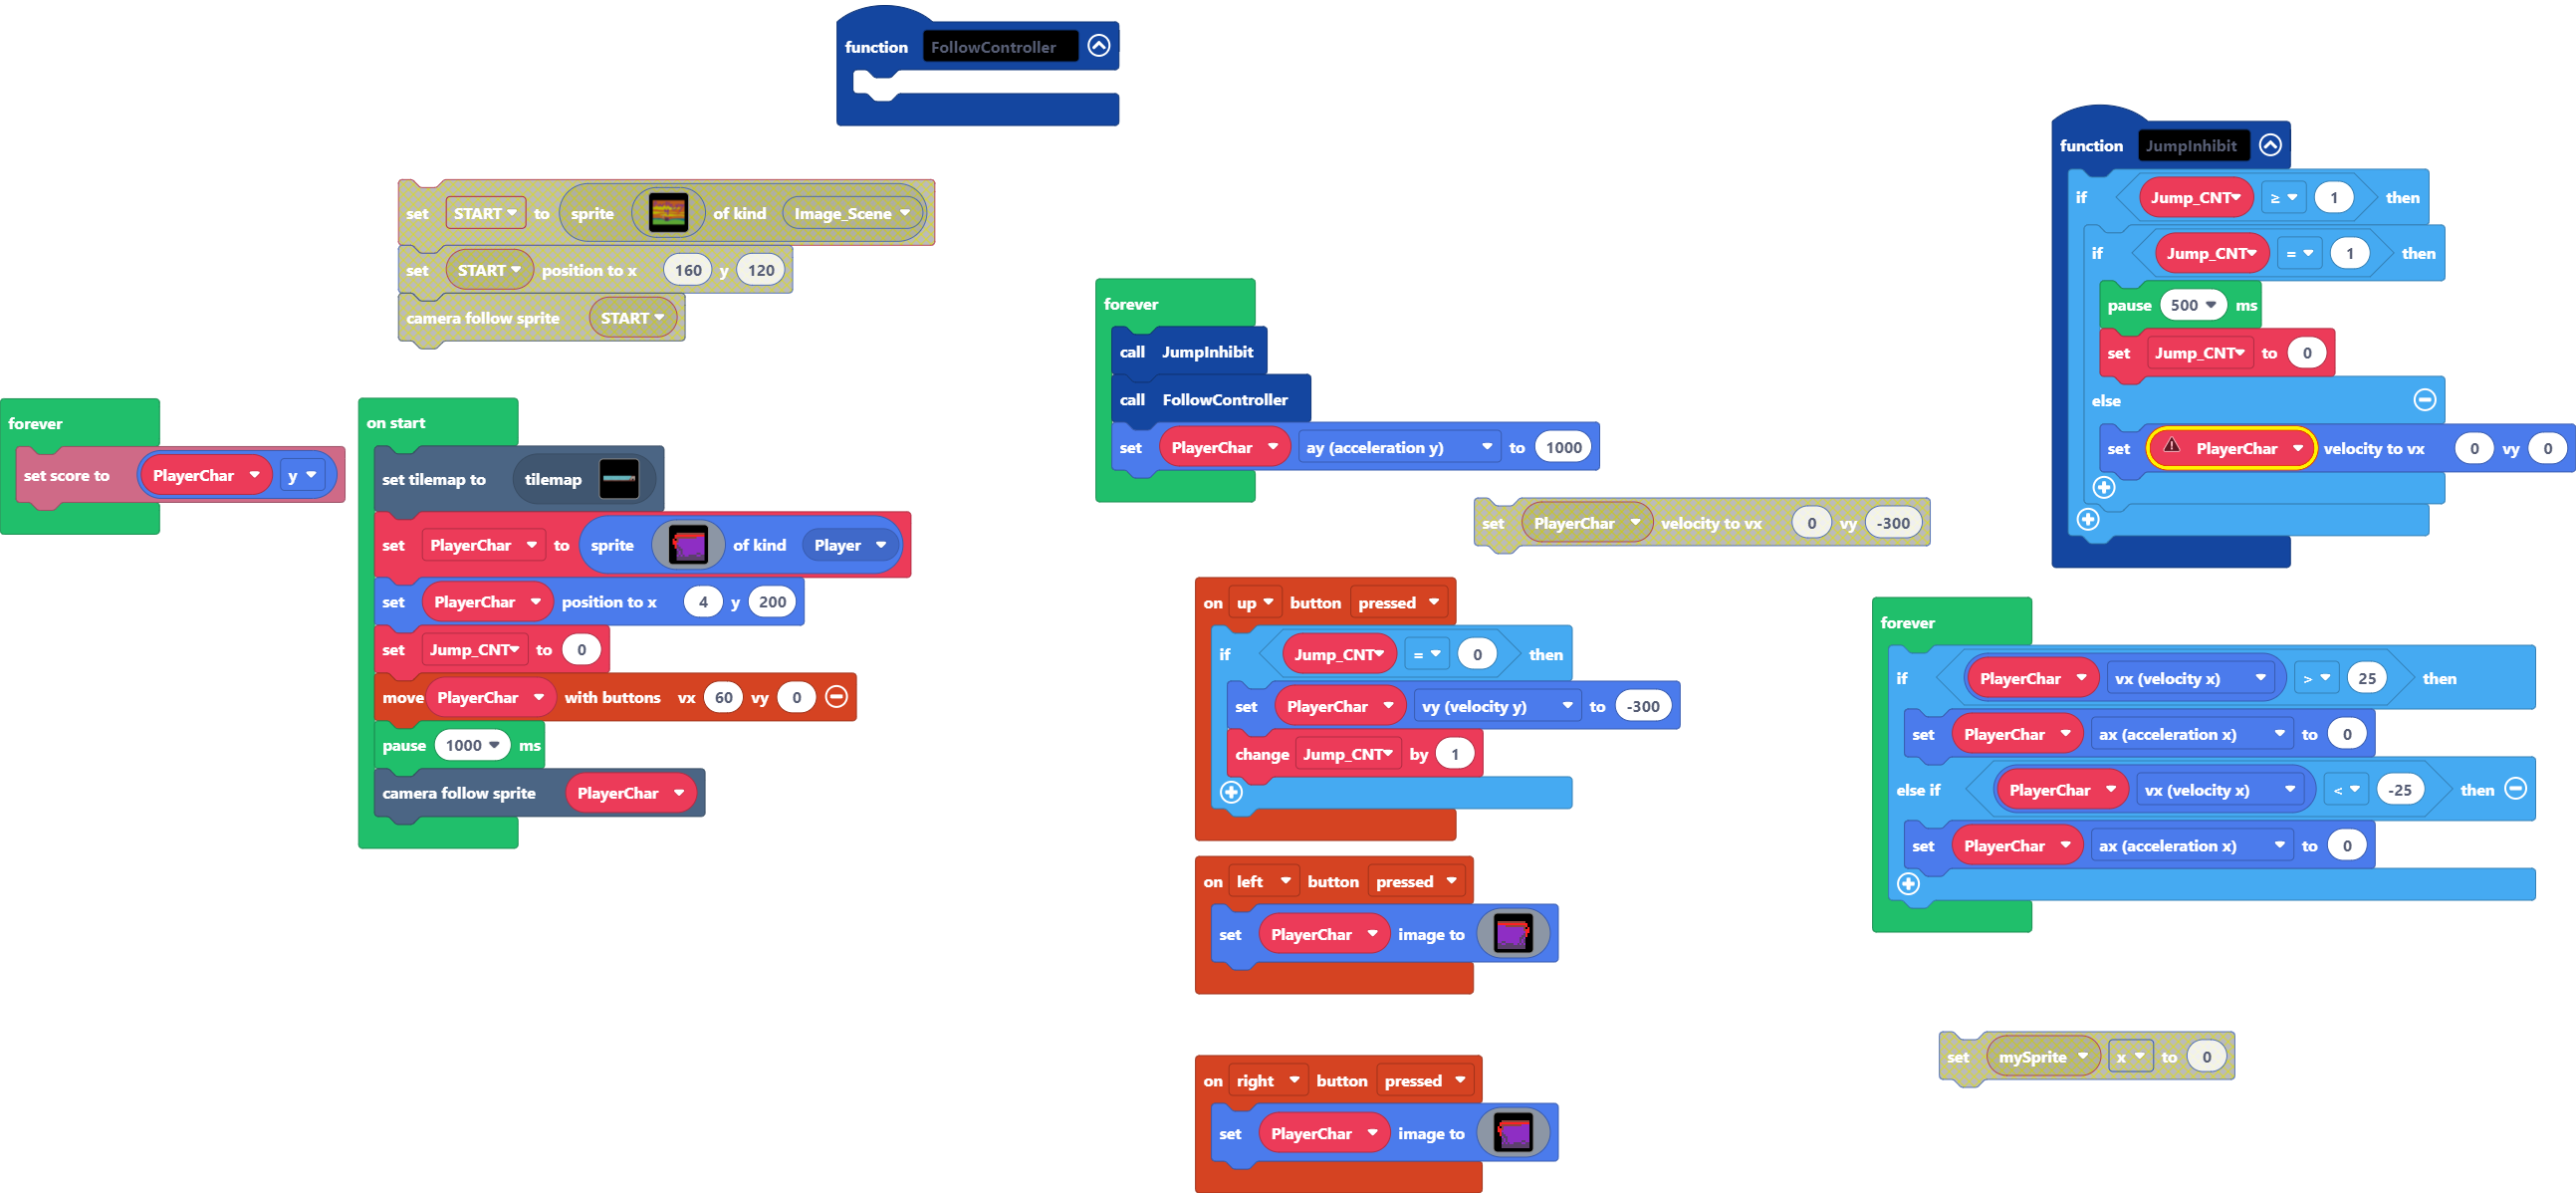 function FollowController
set START to sprite of kind Image_Scene
set START position to x 160 y 120
camera follow sprite START
forever
set score to PlayerChar y
on start
set tilemap to tilemap
set PlayerChar to sprite of kind Player
set PlayerChar position to x 4 y 200
set Jump_CNT to 0
move PlayerChar with buttons vx 60 vy 0
pause 1000 ms
camera follow sprite PlayerChar
forever
call JumpInhibit
call FollowController
set PlayerChar ay (acceleration y) to 1000
set PlayerChar velocity to vx 0 vy -300
on up button pressed
if Jump_CNT = 0 then
set PlayerChar vy (velocity y) to -300
change Jump_CNT by 1
on left button pressed
set PlayerChar image to
on right button pressed
set PlayerChar image to
function JumpInhibit
if Jump_CNT ≥ 1 then
if Jump_CNT = 1 then
pause 500 ms
set Jump_CNT to 0
else
set PlayerChar velocity to vx 0 vy 0
forever
if PlayerChar vx (velocity x) > 25 then
set PlayerChar ax (acceleration x) to 0
else if PlayerChar vx (velocity x) < -25 then
set PlayerChar ax (acceleration x) to 0
set mySprite x to 0